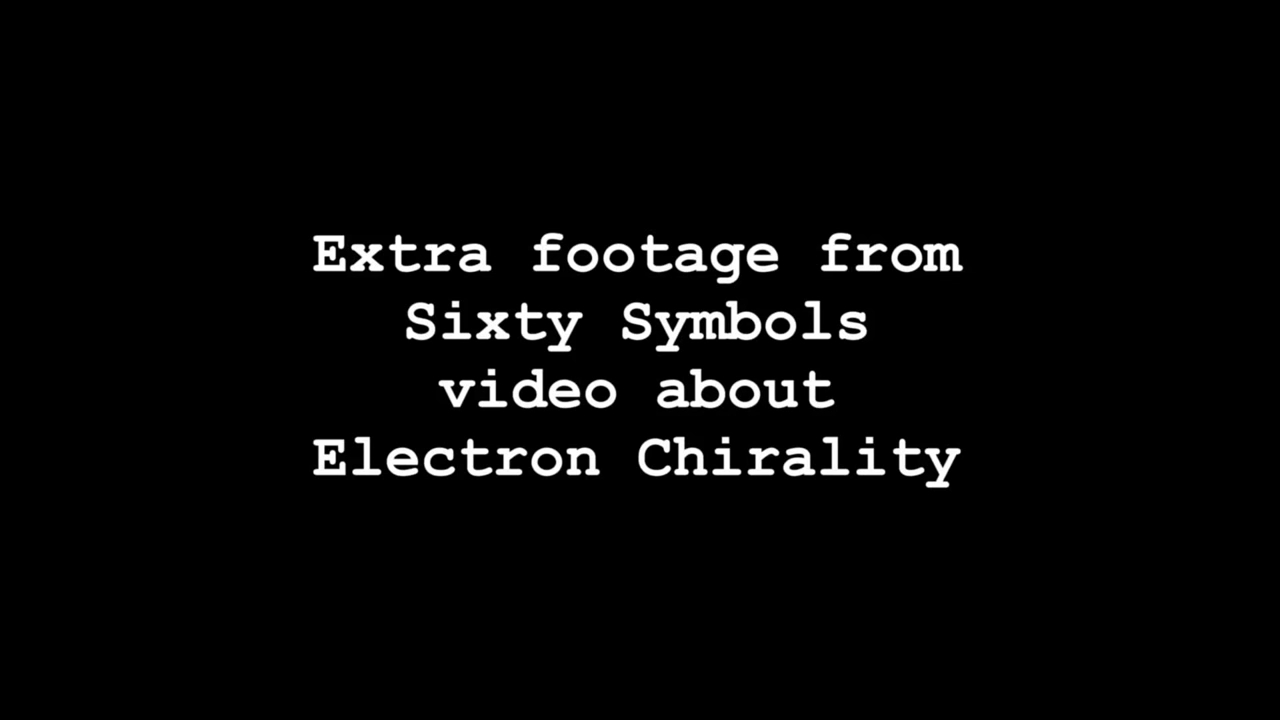 Extra footage from
Sixty Symbols
video about
Electron Chirality